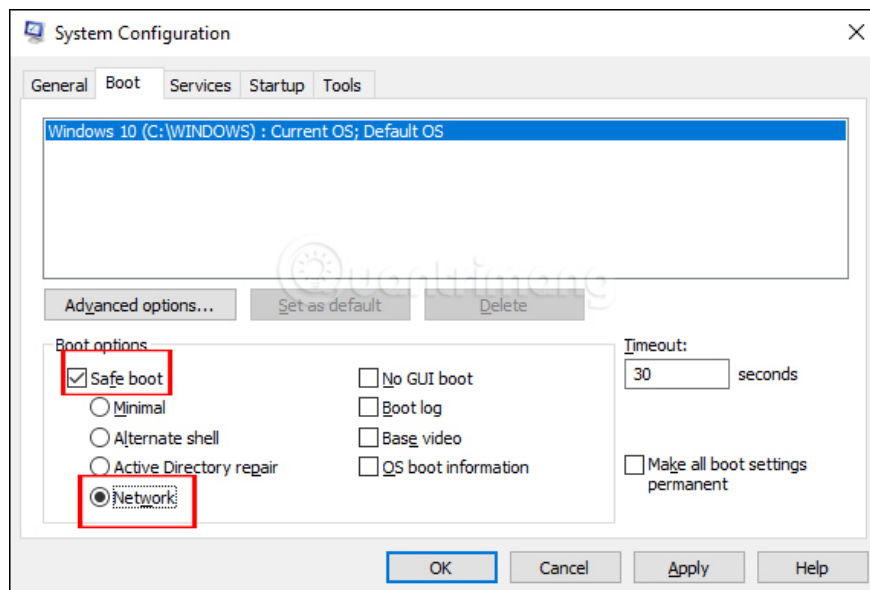 System Configuration
General Boot Services Startup Tools
Windows 10 (C:\WINDOWS) : Current OS; Default OS
Quantrimang
Advanced options... Set as default Delete
Boot options
Timeout:
Safe boot No GUI boot 30 seconds
Minimal Boot log
Alternate shell Base video
Active Directory repair OS boot information Make all boot settings
permanent
Network
OK Cancel Apply Help